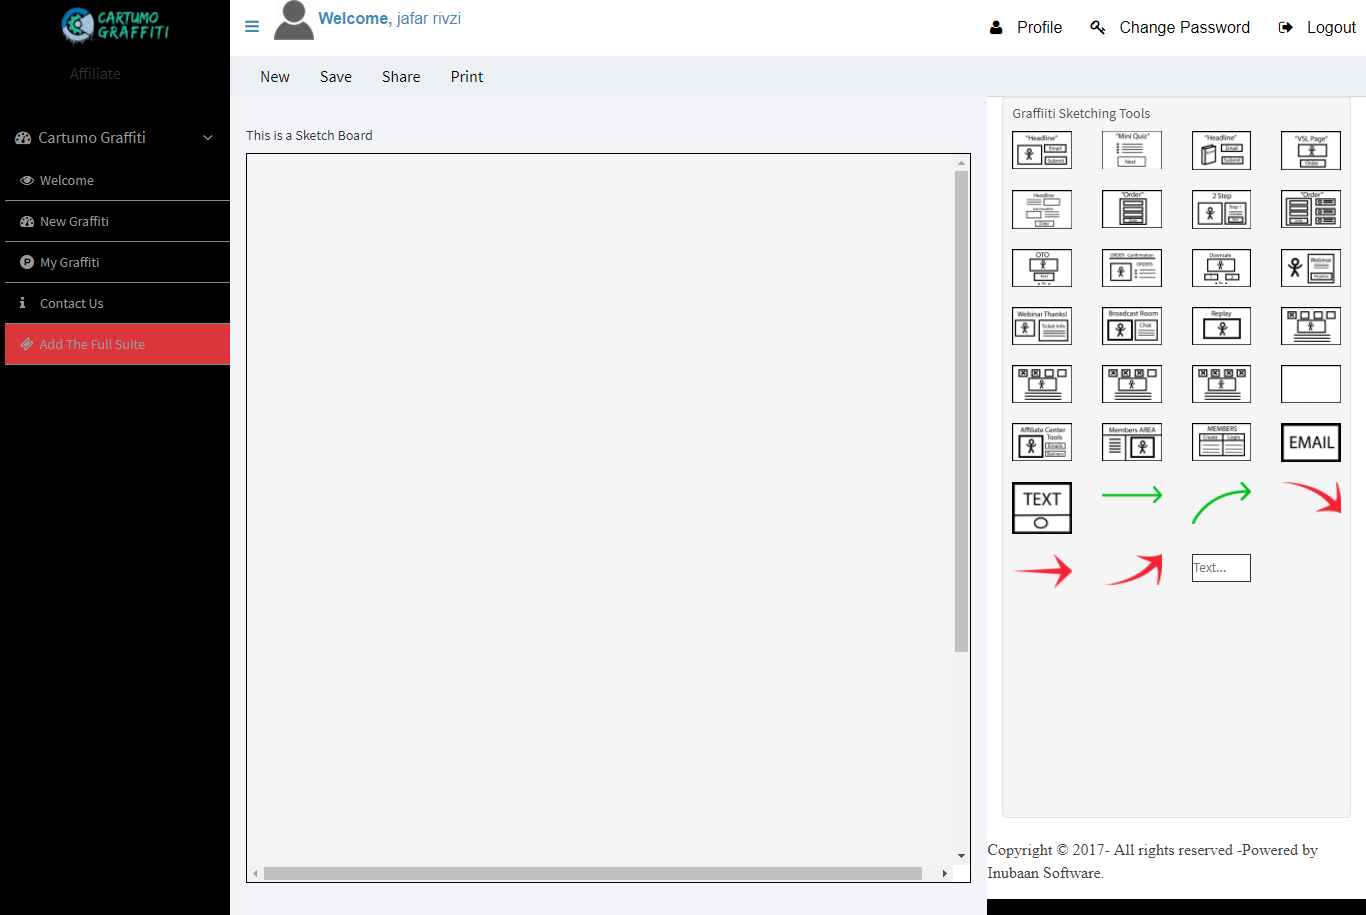 CARTUMO
GRAFFITI
Affiliate
Cartumo Graffiti
Welcome
New Graffiti
My Graffiti
Contact Us
Add The Full Suite
Welcome, jafar rivzi
Profile
Change Password
Logout
New
Save
Share
Print
This is a Sketch Board
Graffiiti Sketching Tools
"Headline"
Email
Submit
"Mini Quiz"
Next
"Headline"
Email
Submit
"VSL Page"
Order
Headline
"Order"
2 Step
Step 1
"Order"
OTO
Yes!
ORDER Confirmation
ORDERS
Downsale
Webinar
Register
Webinar Thanks!
Ticket Info
Broadcast Room
Chat
Replay
Affiliate Center
Tools
Emails
Banners
Members AREA
MEMBERS
Create
Login
EMAIL
TEXT
Text...
Copyright © 2017- All rights reserved -Powered by
Inubaan Software.